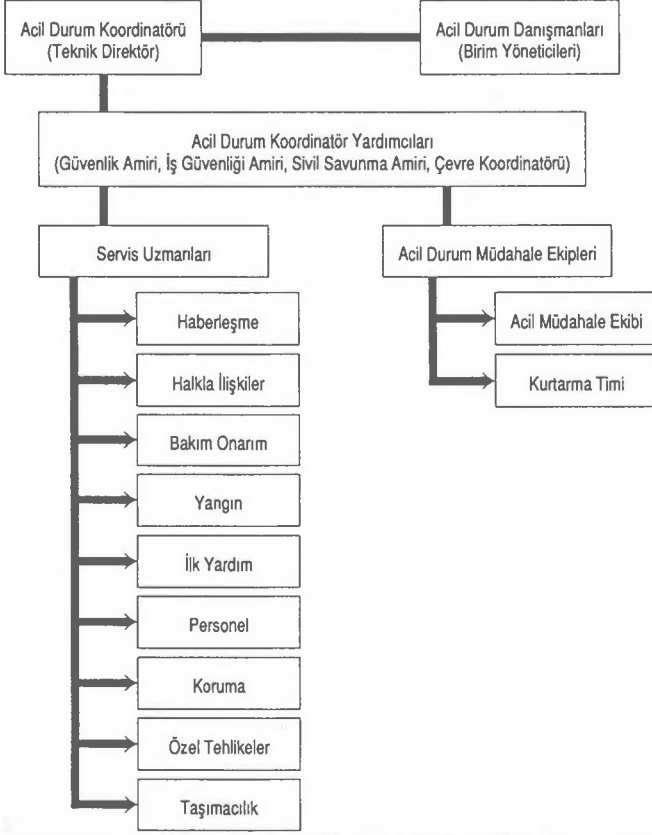 Acil Durum Koordinatörü
(Teknik Direktör)
Acil Durum Danışmanları
(Birim Yöneticileri)
Acil Durum Koordinatör Yardımcıları
(Güvenlik Amiri, İş Güvenliği Amiri, Sivil Savunma Amiri, Çevre Koordinatörü)
Servis Uzmanları
Acil Durum Müdahale Ekipleri
Haberleşme
Halkla İlişkiler
Bakım Onarım
Yangın
İlk Yardım
Personel
Koruma
Özel Tehlikeler
Taşımacılık
Acil Müdahale Ekibi
Kurtarma Timi